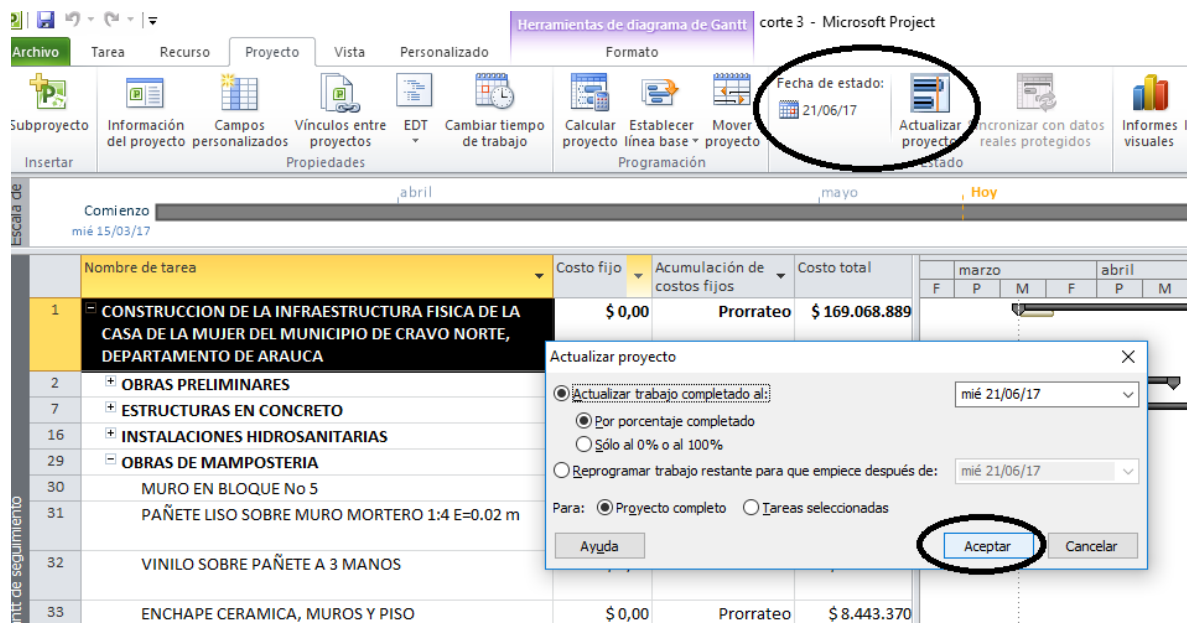 Herramientas de diagrama de Gantt corte 3 - Microsoft Project
Archivo Tarea Recurso Proyecto Vista Personalizado Formato
Fecha de estado:
21/06/17
Subproyecto Información del proyecto Campos personalizados Vínculos entre proyectos EDT Cambiar tiempo de trabajo Calcular proyecto Establecer línea base Mover proyecto Actualizar proyecto Sincronizar con datos reales protegidos Informes visuales
Insertar Propiedades Programación Estado
Escala de
abril mayo Hoy
Comienzo
mié 15/03/17
Nombre de tarea Costo fijo Acumulación de costos fijos Costo total marzo abril
F P M F P M
1 CONSTRUCCION DE LA INFRAESTRUCTURA FISICA DE LA $ 0,00 Prorrateo $ 169.068.889
CASA DE LA MUJER DEL MUNICIPIO DE CRAVO NORTE,
DEPARTAMENTO DE ARAUCA
2 OBRAS PRELIMINARES
7 ESTRUCTURAS EN CONCRETO
16 INSTALACIONES HIDROSANITARIAS
29 OBRAS DE MAMPOSTERIA
30 MURO EN BLOQUE No 5
31 PAÑETE LISO SOBRE MURO MORTERO 1:4 E=0.02 m
32 VINILO SOBRE PAÑETE A 3 MANOS
33 ENCHAPE CERAMICA, MUROS Y PISO $ 0,00 Prorrateo $ 8.443.370
Actualizar proyecto
Actualizar trabajo completado al: mié 21/06/17
Por porcentaje completado
Sólo al 0% o al 100%
Reprogramar trabajo restante para que empiece después de: mié 21/06/17
Para: Proyecto completo Tareas seleccionadas
Ayuda Aceptar Cancelar
de seguimiento